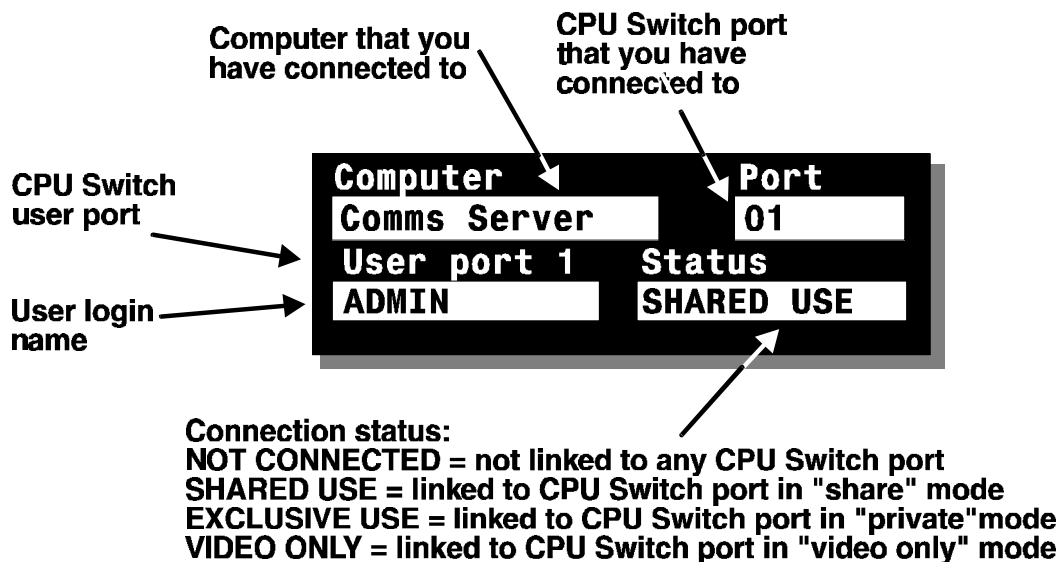 Computer that you
have connected to
CPU Switch port
that you have
connected to
CPU Switch
user port
User login
name
Computer
Port
Comms Server
01
User port 1
Status
ADMIN
SHARED USE
Connection status:
NOT CONNECTED = not linked to any CPU Switch port
SHARED USE = linked to CPU Switch port in "share" mode
EXCLUSIVE USE = linked to CPU Switch port in "private"mode
VIDEO ONLY = linked to CPU Switch port in "video only" mode